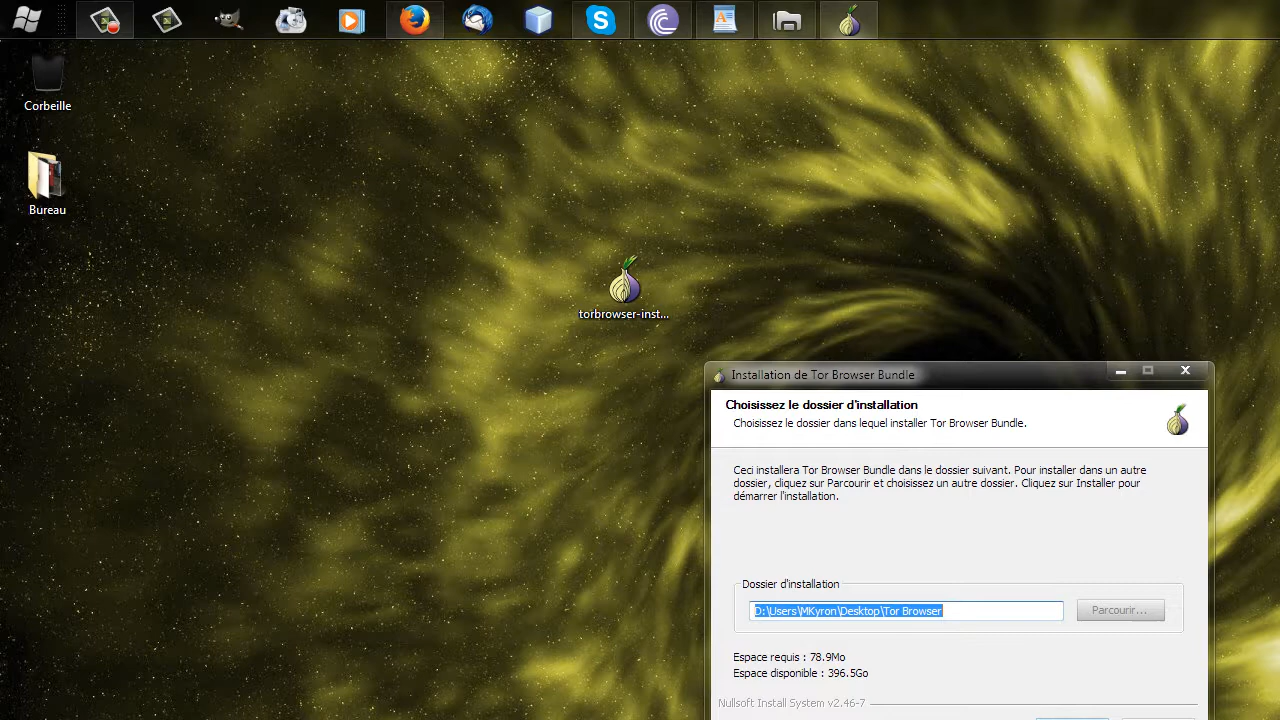 Corbeille
Bureau
torbrowser-inst...
Installation de Tor Browser Bundle
Choisissez le dossier d'installation
Choisissez le dossier dans lequel installer Tor Browser Bundle.
Ceci installera Tor Browser Bundle dans le dossier suivant. Pour installer dans un autre
dossier, cliquez sur Parcourir et choisissez un autre dossier. Cliquez sur Installer pour
démarrer l'installation.
Dossier d'installation
D:\Users\MKyron\Desktop\Tor Browser
Parcourir...
Espace requis : 78.9Mo
Espace disponible : 396.5Go
Nullsoft Install System v2.46-7